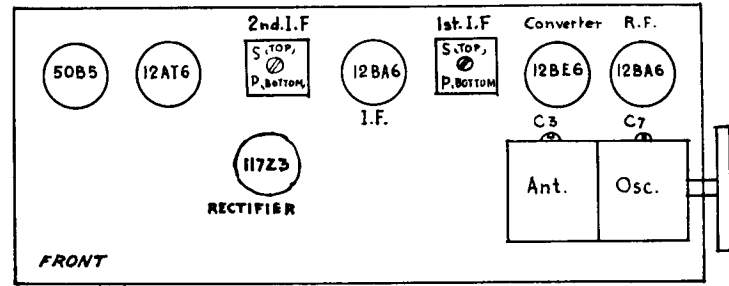 2nd. I.F
1st. I.F
Converter
R.F.
50B5
12AT6
S (TOP)
P. BOTTOM
12BA6
I.F.
S (TOP)
P. BOTTOM
12BE6
12BA6
C3
C7
117Z3
RECTIFIER
Ant.
Osc.
FRONT